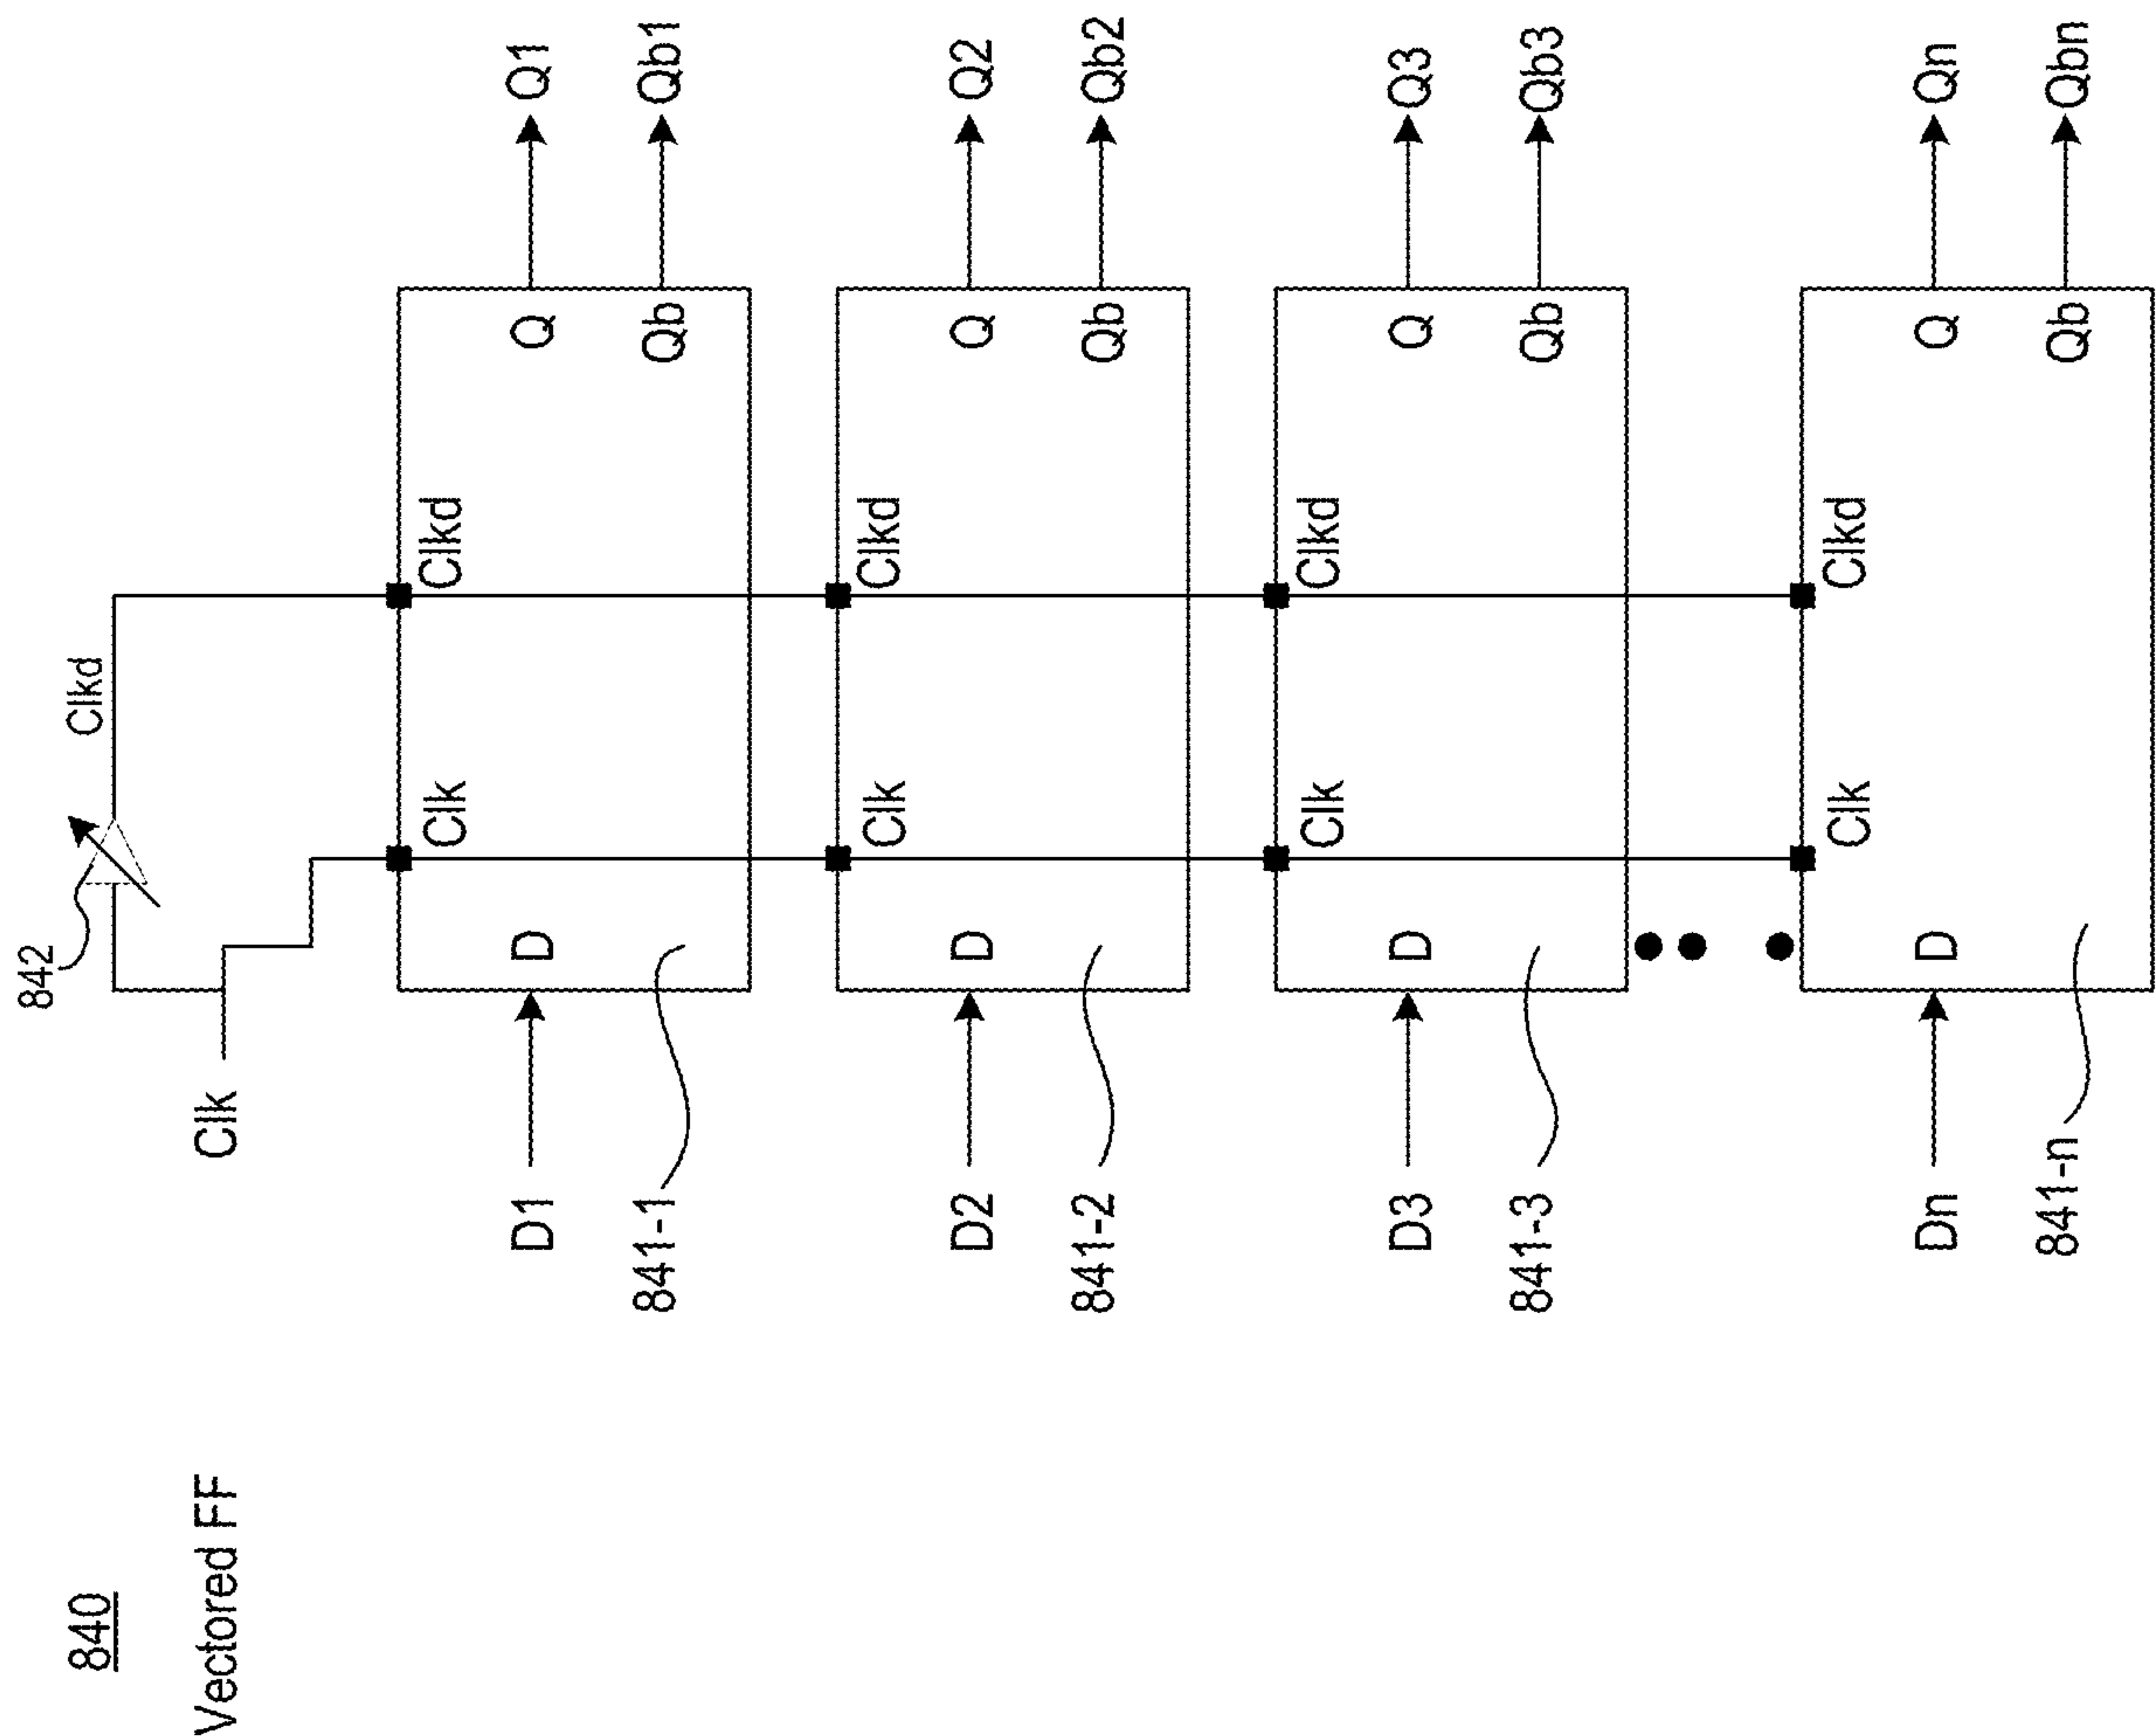 840
Vectored FF
842
Clkd
Clk
D1
841-1
D
Clk
Clkd
Q
Qb
Q1
Qb1
D2
841-2
D
Clk
Clkd
Q
Qb
Q2
Qb2
D3
841-3
D
Clk
Clkd
Q
Qb
Q3
Qb3
Dn
841-n
D
Clk
Clkd
Q
Qb
Qn
Qbn